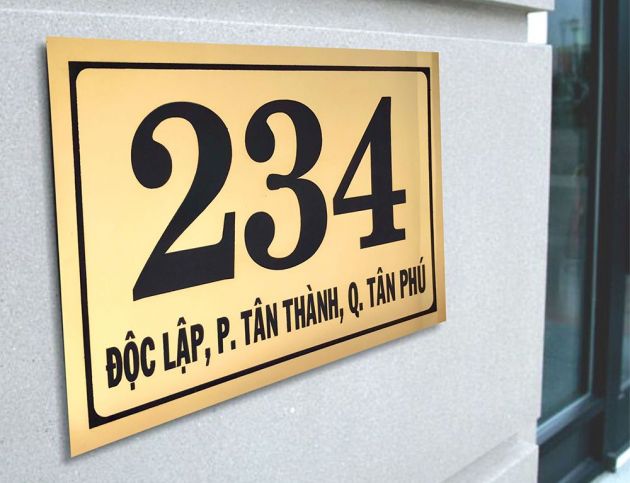 234
ĐỘC LẬP, P. TÂN THÀNH, Q. TÂN PHÚ